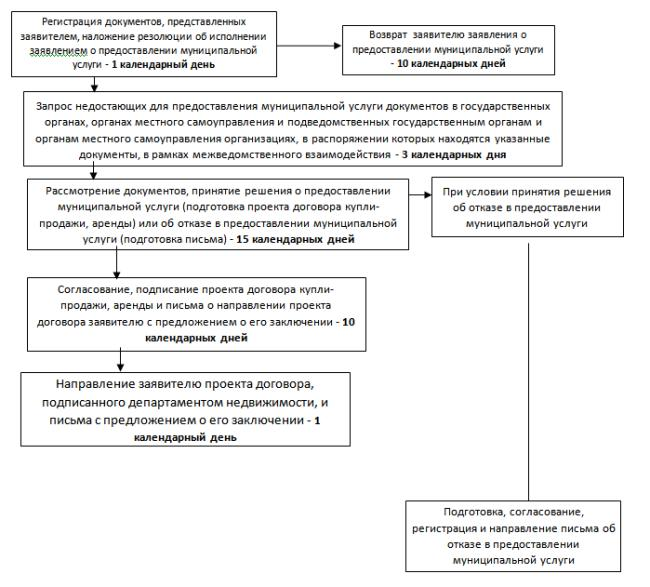 Регистрация документов, представленных
заявителем, наложение резолюции об исполнении
заявлением о предоставлении муниципальной
услуги - 1 календарный день
Возврат заявителю заявления о
предоставлении муниципальной услуги
- 10 календарных дней
Запрос недостающих для предоставления муниципальной услуги документов в государственных
органах, органах местного самоуправления и подведомственных государственным органам и
органам местного самоуправления организациях, в распоряжении которых находятся указанные
документы, в рамках межведомственного взаимодействия - 3 календарных дня
Рассмотрение документов, принятие решения о предоставлении
муниципальной услуги (подготовка проекта договора купли-
продажи, аренды) или об отказе в предоставлении муниципальной
услуги (подготовка письма) - 15 календарных дней
При условии принятия решения
об отказе в предоставлении
муниципальной услуги
Согласование, подписание проекта договора купли-
продажи, аренды и письма о направлении проекта
договора заявителю с предложением о его заключении - 10
календарных дней
Направление заявителю проекта договора,
подписанного департаментом недвижимости, и
письма с предложением о его заключении - 1
календарный день
Подготовка, согласование,
регистрация и направление письма об
отказе в предоставлении
муниципальной услуги